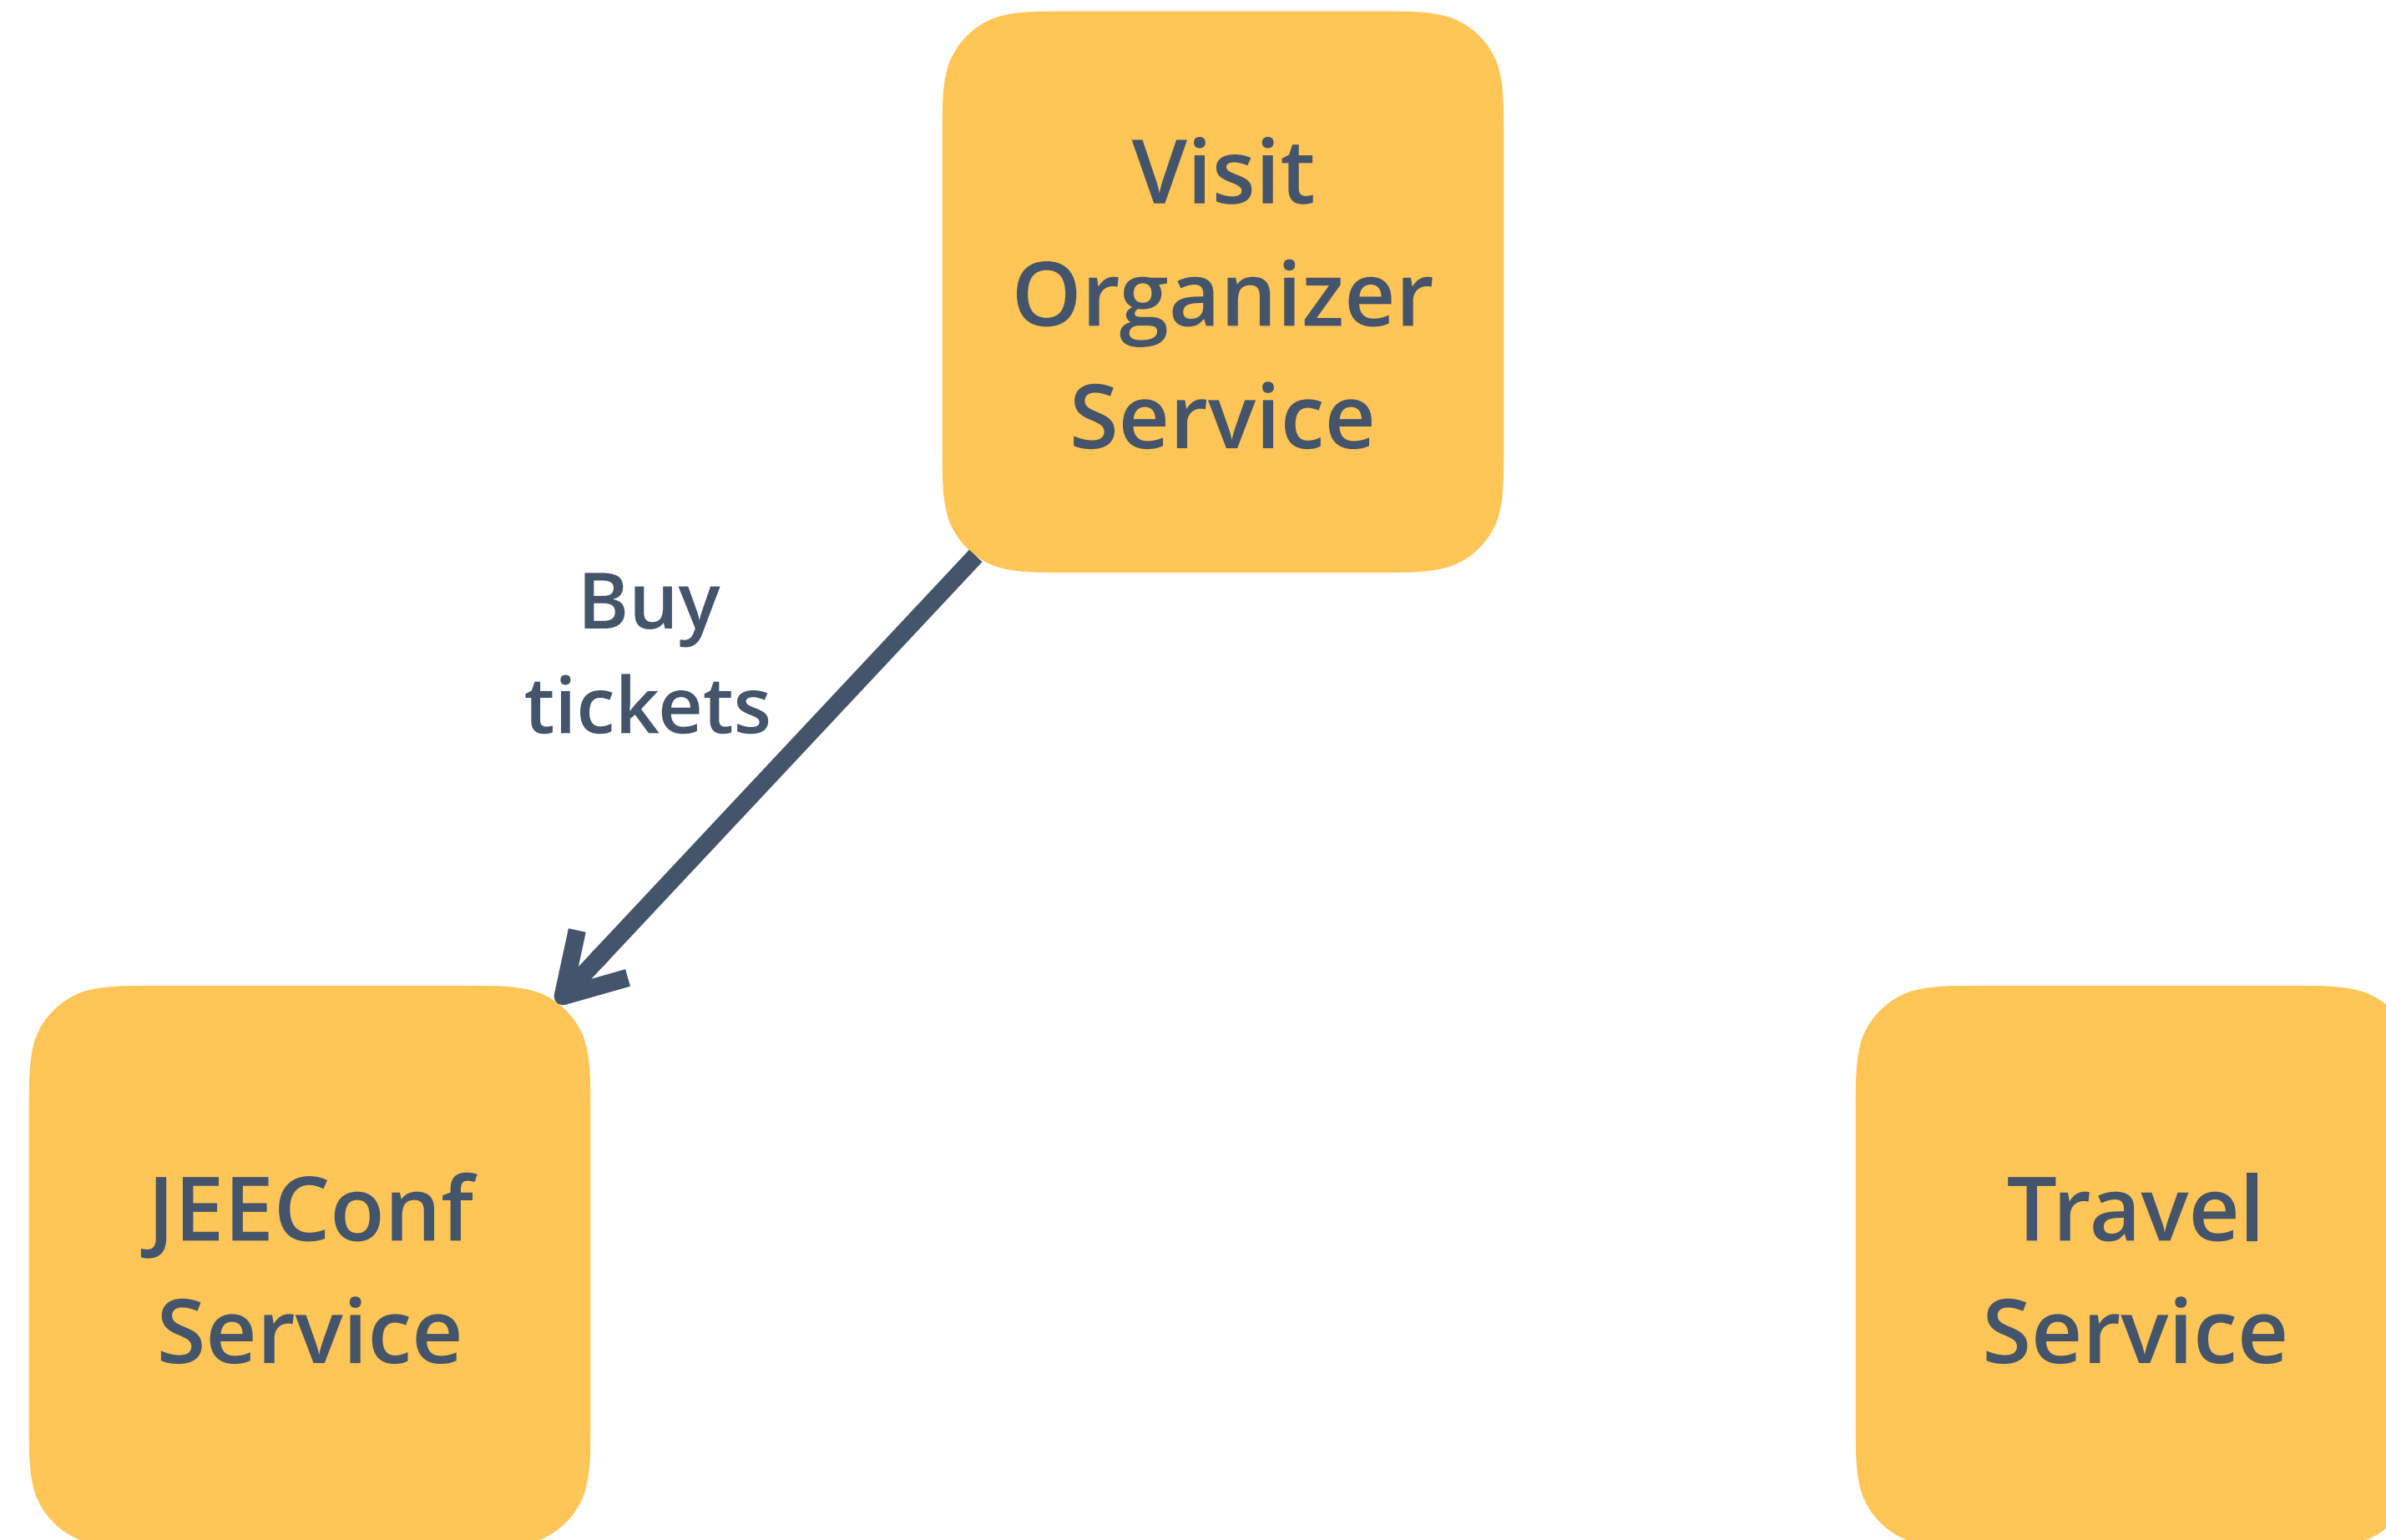 Visit
Organizer
Service
Buy
tickets
JEEConf
Service
Travel
Service